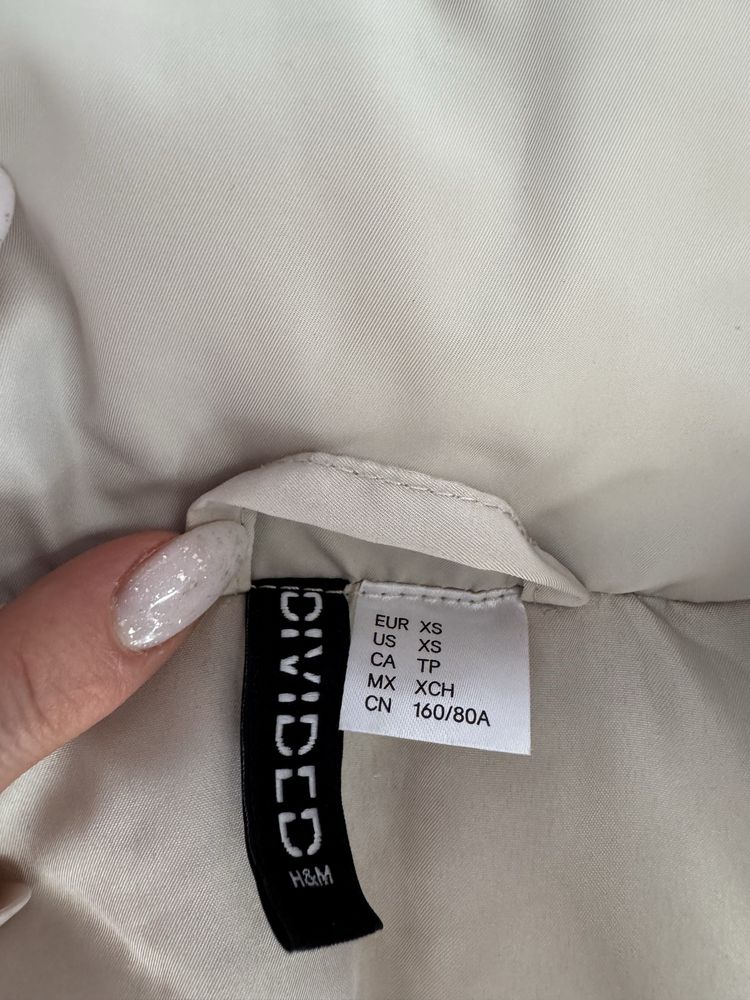 DIVIDED
H&M
EUR XS
US XS
CA TP
MX XCH
CN 160/80A